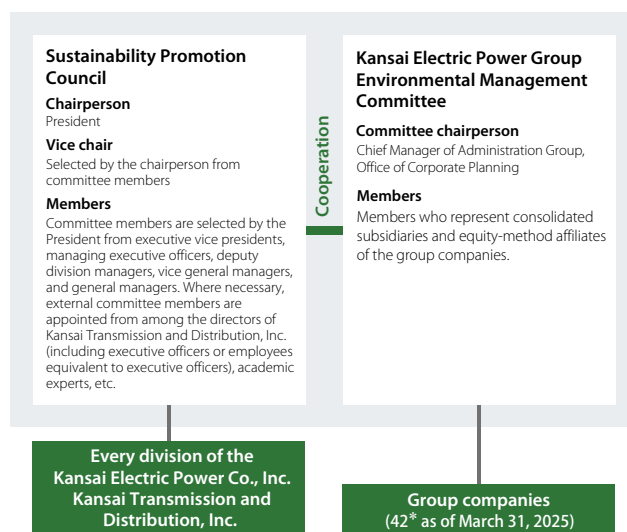 Sustainability Promotion
Council
Chairperson
President
Vice chair
Selected by the chairperson from
committee members
Members
Committee members are selected by the
President from executive vice presidents,
managing executive officers, deputy
division managers, vice general managers,
and general managers. Where necessary,
external committee members are
appointed from among the directors of
Kansai Transmission and Distribution, Inc.
(including executive officers or employees
equivalent to executive officers), academic
experts, etc.
Cooperation
Kansai Electric Power Group
Environmental Management
Committee
Committee chairperson
Chief Manager of Administration Group,
Office of Corporate Planning
Members
Members who represent consolidated
subsidiaries and equity-method affiliates
of the group companies.
Every division of the
Kansai Electric Power Co., Inc.
Kansai Transmission and
Distribution, Inc.
Group companies
(42* as of March 31, 2025)